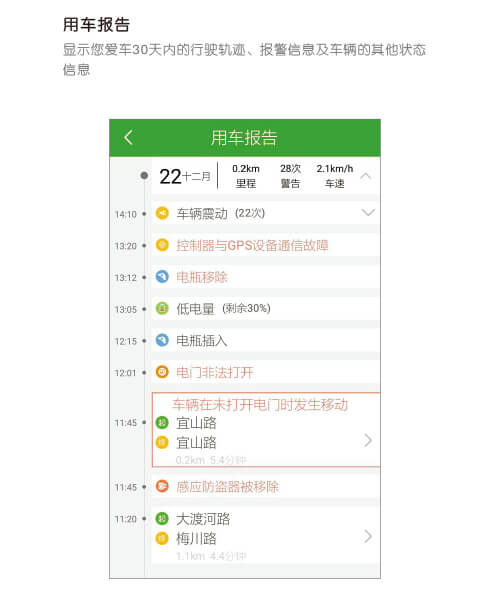 用车报告
显示您爱车30天内的行驶轨迹、报警信息及车辆的其他状态
信息
用车报告
22十二月 0.2km 28次 2.1km/h
里程 警告 车速
14:10 车辆震动 (22次)
13:20 控制器与GPS设备通信故障
13:12 电瓶移除
13:05 低电量 (剩余30%)
12:15 电瓶插入
12:01 电门非法打开
车辆在未打开电门时发生移动
11:45 起 宜山路
终 宜山路
0.2km 5.4分钟
11:45 感应防盗器被移除
11:20 起 大渡河路
终 梅川路
1.1km 4.4分钟